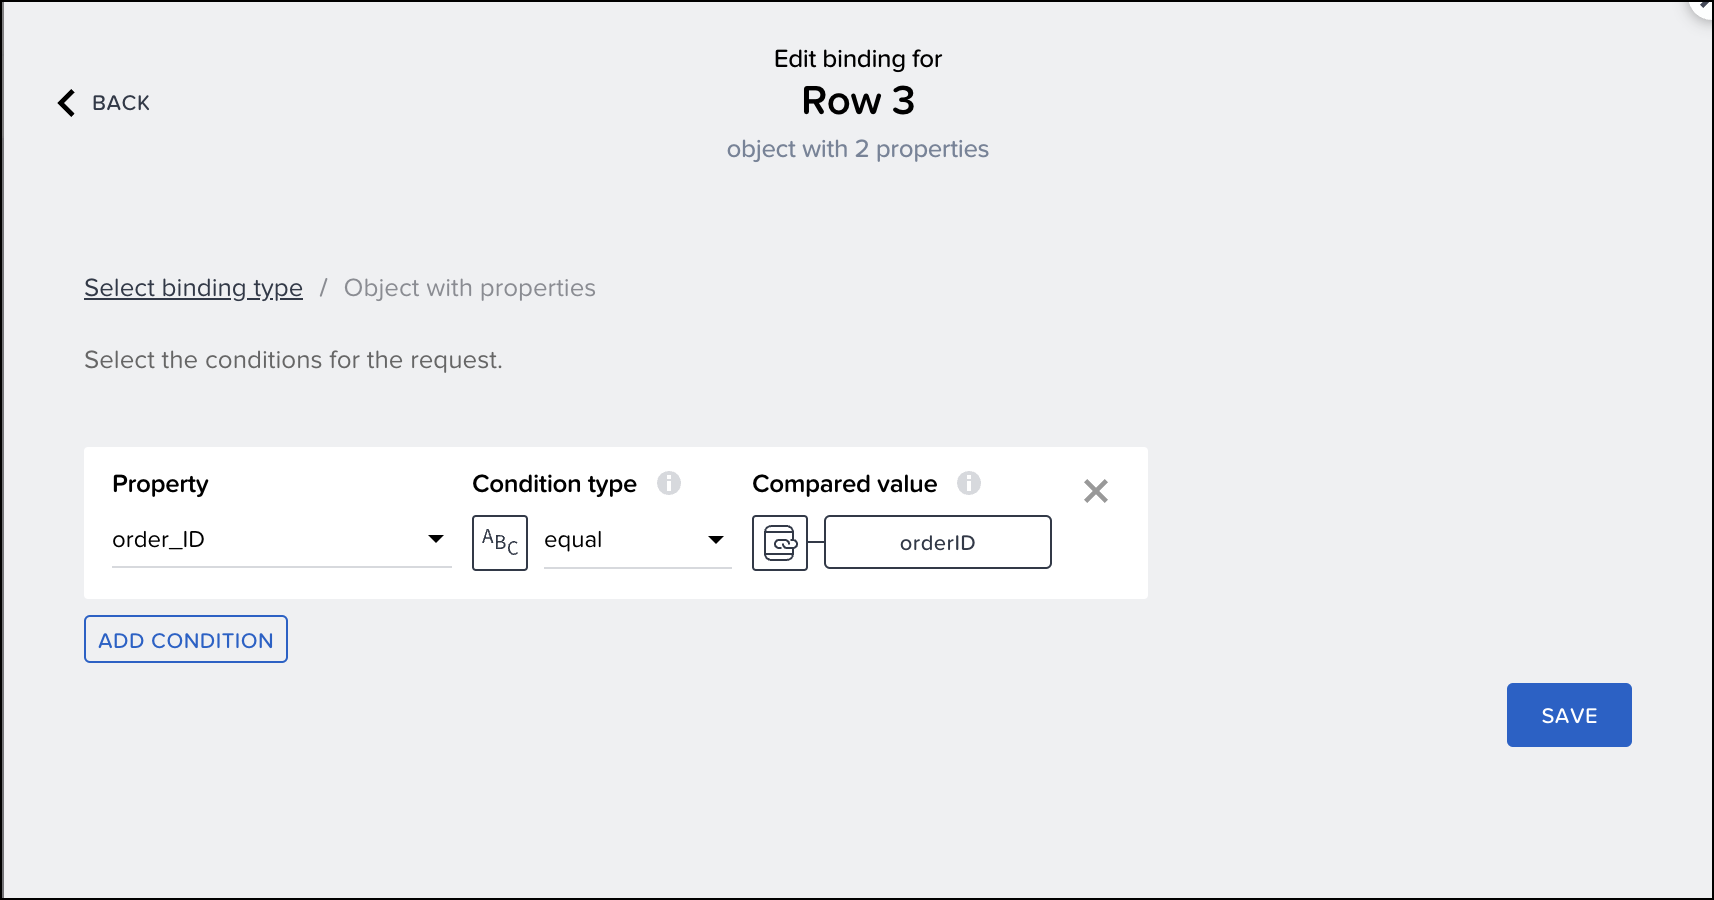 Edit binding for
Row 3
object with 2 properties
BACK
Select binding type / Object with properties
Select the conditions for the request.
Property Condition type i Compared value i
order_ID ABC equal orderID
ADD CONDITION
SAVE